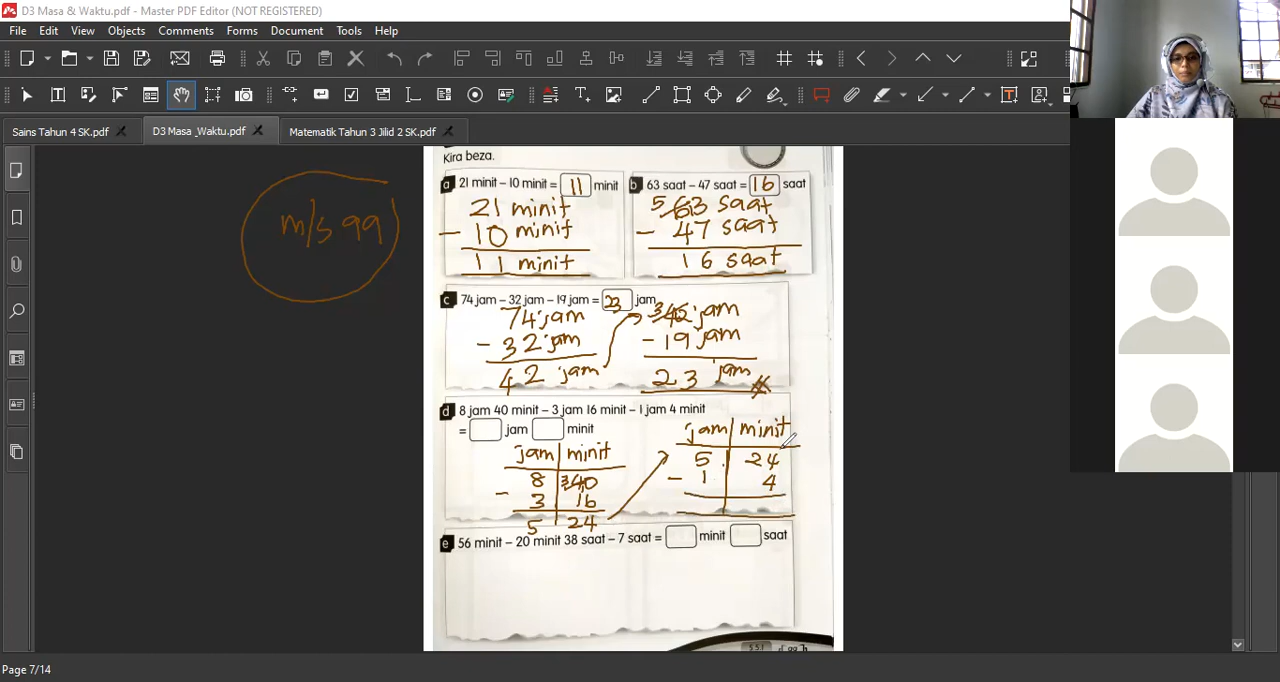 D3 Masa & Waktu.pdf - Master PDF Editor (NOT REGISTERED)
File Edit View Objects Comments Forms Document Tools Help
Sains Tahun 4 SK.pdf D3 Masa _Waktu.pdf Matematik Tahun 3 Jilid 2 SK.pdf
m/s 99
Kira beza.
a 21 minit – 10 minit = 11 minit
21 minit
- 10 minit
11 minit
b 63 saat – 47 saat = 16 saat
5 63 saat
- 47 saat
16 saat
c 74 jam – 32 jam – 19 jam = 23 jam
74 jam
- 32 jam
42 jam
3 42 jam
- 19 jam
23 jam
d 8 jam 40 minit – 3 jam 16 minit – 1 jam 4 minit
= jam minit
jam minit
8 3 40
- 3 16
5 24
jam minit
5 24
- 1 4
e 56 minit – 20 minit 38 saat – 7 saat = minit saat
5.5.1
Page 7/14